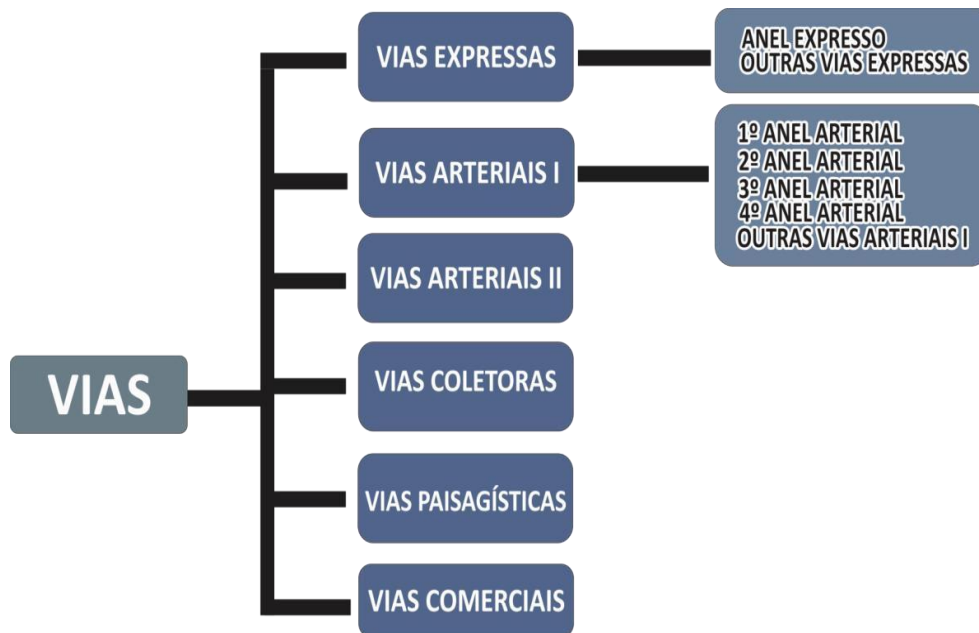 VIAS
VIAS EXPRESSAS
ANEL EXPRESSO
OUTRAS VIAS EXPRESSAS
VIAS ARTERIAIS I
1º ANEL ARTERIAL
2º ANEL ARTERIAL
3º ANEL ARTERIAL
4º ANEL ARTERIAL
OUTRAS VIAS ARTERIAIS I
VIAS ARTERIAIS II
VIAS COLETORAS
VIAS PAISAGÍSTICAS
VIAS COMERCIAIS